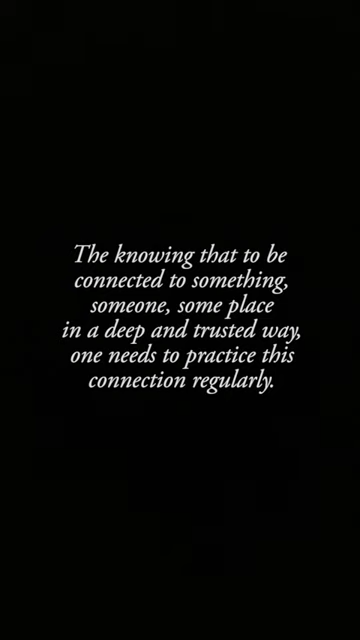 The knowing that to be
connected to something,
someone, some place
in a deep and trusted way,
one needs to practice this
connection regularly.